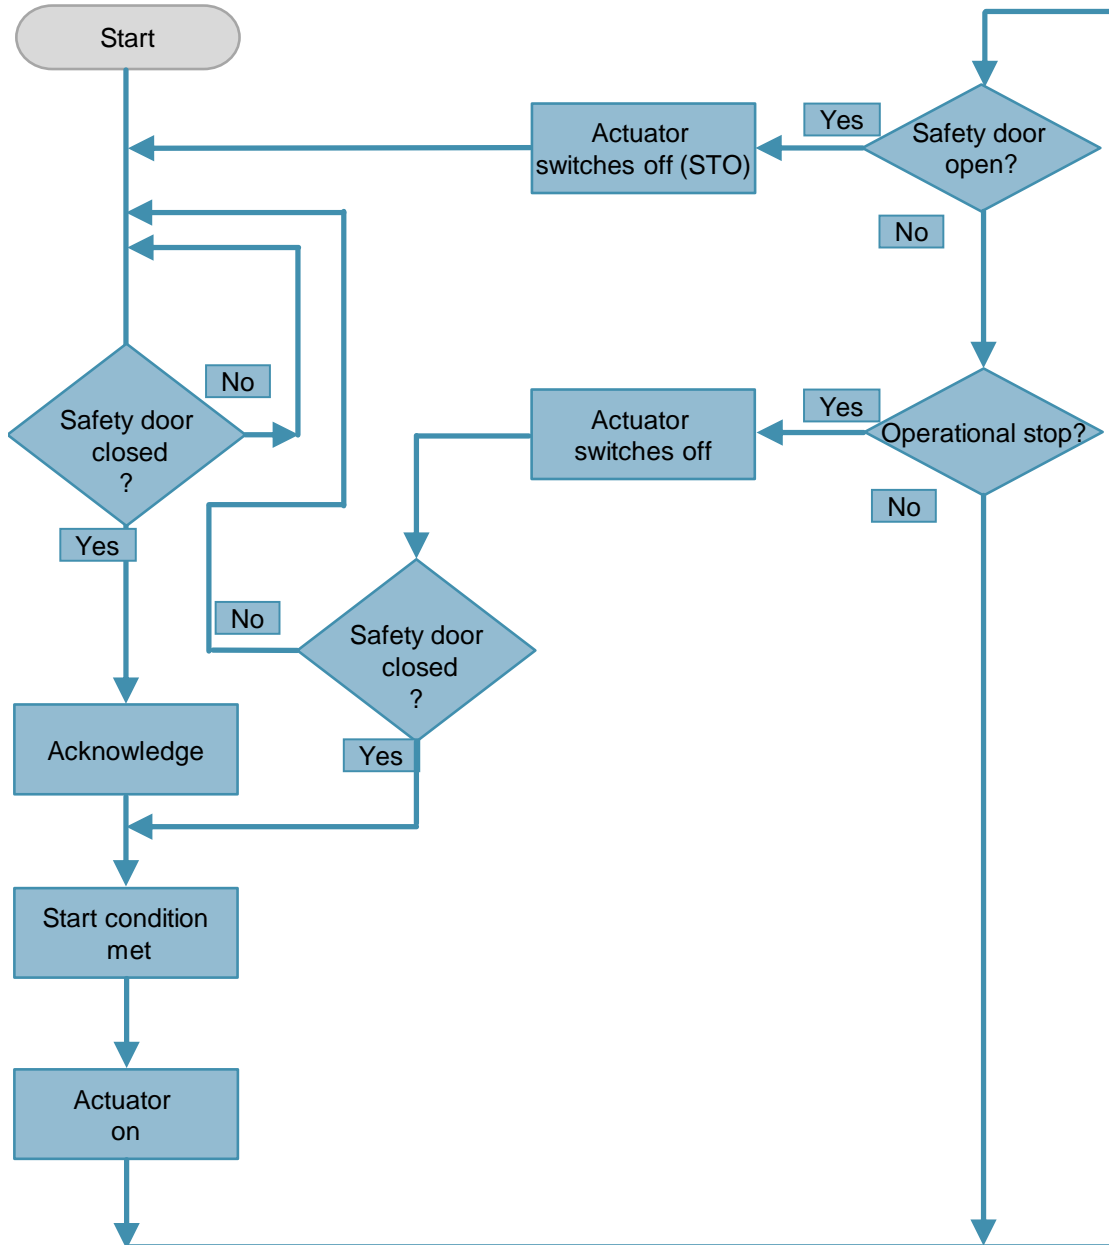 Start
Actuator
switches off (STO)
Yes
Safety door
open?
No
No
Safety door
closed
?
Yes
Actuator
switches off
Yes
Operational stop?
No
No
Safety door
closed
?
Yes
Acknowledge
Start condition
met
Actuator
on